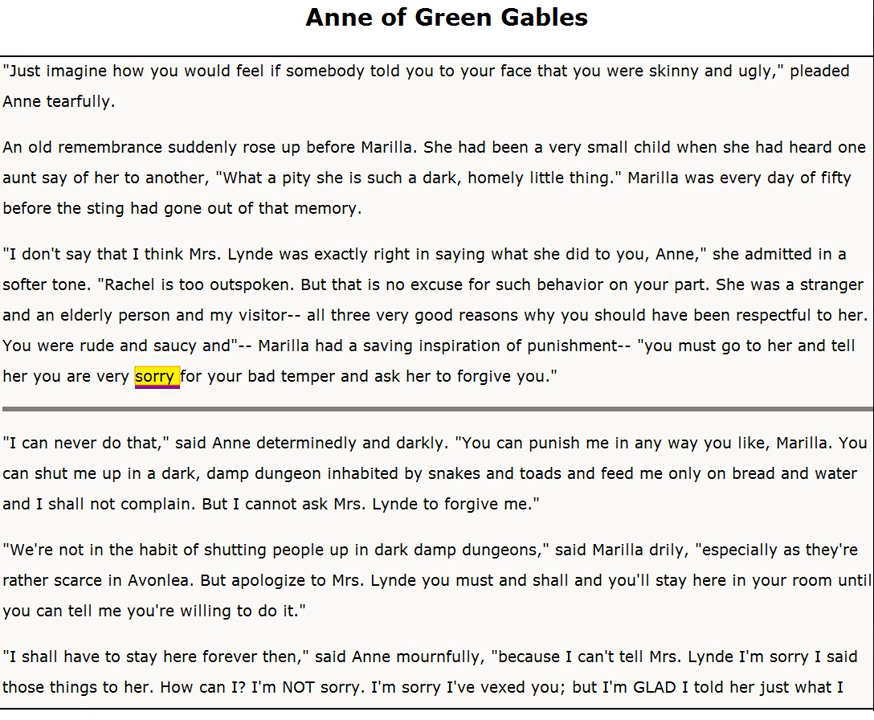 Anne of Green Gables
"Just imagine how you would feel if somebody told you to your face that you were skinny and ugly," pleaded
Anne tearfully.
An old remembrance suddenly rose up before Marilla. She had been a very small child when she had heard one
aunt say of her to another, "What a pity she is such a dark, homely little thing." Marilla was every day of fifty
before the sting had gone out of that memory.
"I don't say that I think Mrs. Lynde was exactly right in saying what she did to you, Anne," she admitted in a
softer tone. "Rachel is too outspoken. But that is no excuse for such behavior on your part. She was a stranger
and an elderly person and my visitor-- all three very good reasons why you should have been respectful to her.
You were rude and saucy and"-- Marilla had a saving inspiration of punishment-- "you must go to her and tell
her you are very sorry for your bad temper and ask her to forgive you."
"I can never do that," said Anne determinedly and darkly. "You can punish me in any way you like, Marilla. You
can shut me up in a dark, damp dungeon inhabited by snakes and toads and feed me only on bread and water
and I shall not complain. But I cannot ask Mrs. Lynde to forgive me."
"We're not in the habit of shutting people up in dark damp dungeons," said Marilla drily, "especially as they're
rather scarce in Avonlea. But apologize to Mrs. Lynde you must and shall and you'll stay here in your room until
you can tell me you're willing to do it."
"I shall have to stay here forever then," said Anne mournfully, "because I can't tell Mrs. Lynde I'm sorry I said
those things to her. How can I? I'm NOT sorry. I'm sorry I've vexed you; but I'm GLAD I told her just what I